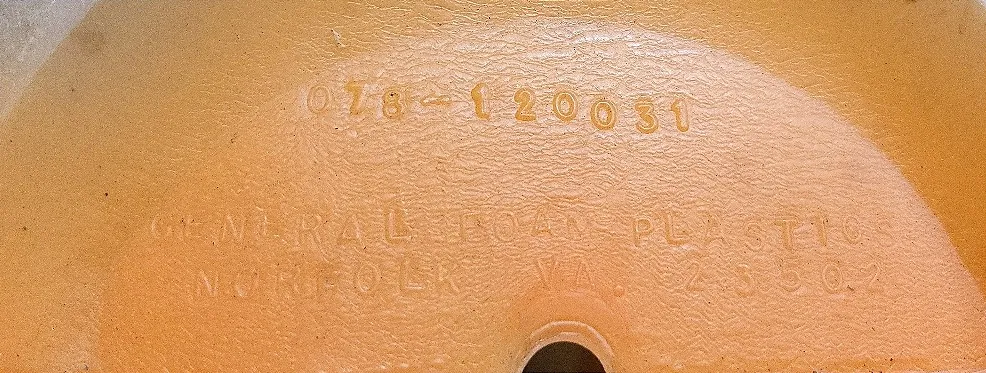 078-120031
GENERAL FOAM PLASTICS
NORFOLK VA. 23502